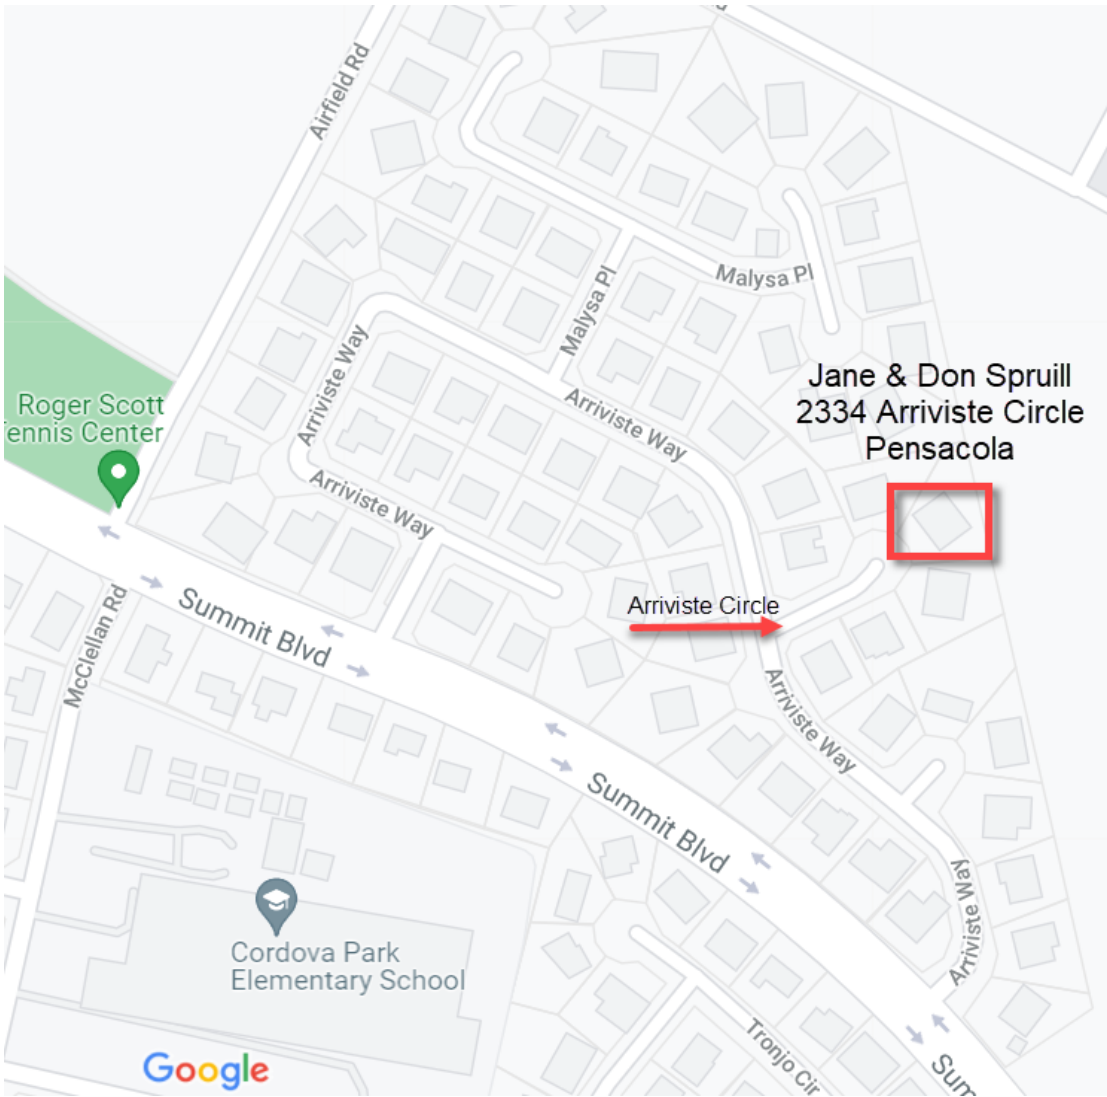 Airfield Rd
Malysa Pl
Malysa Pl
Arriviste Way
Jane & Don Spruill
2334 Arriviste Circle
Pensacola
Roger Scott
ennis Center
Arriviste Way
Arriviste Way
Summit Blvd
Arriviste Circle
McClellan Rd
Arriviste Way
Summit Blvd
Arriviste Way
Cordova Park
Elementary School
Tronjo Cir
Google
Sum